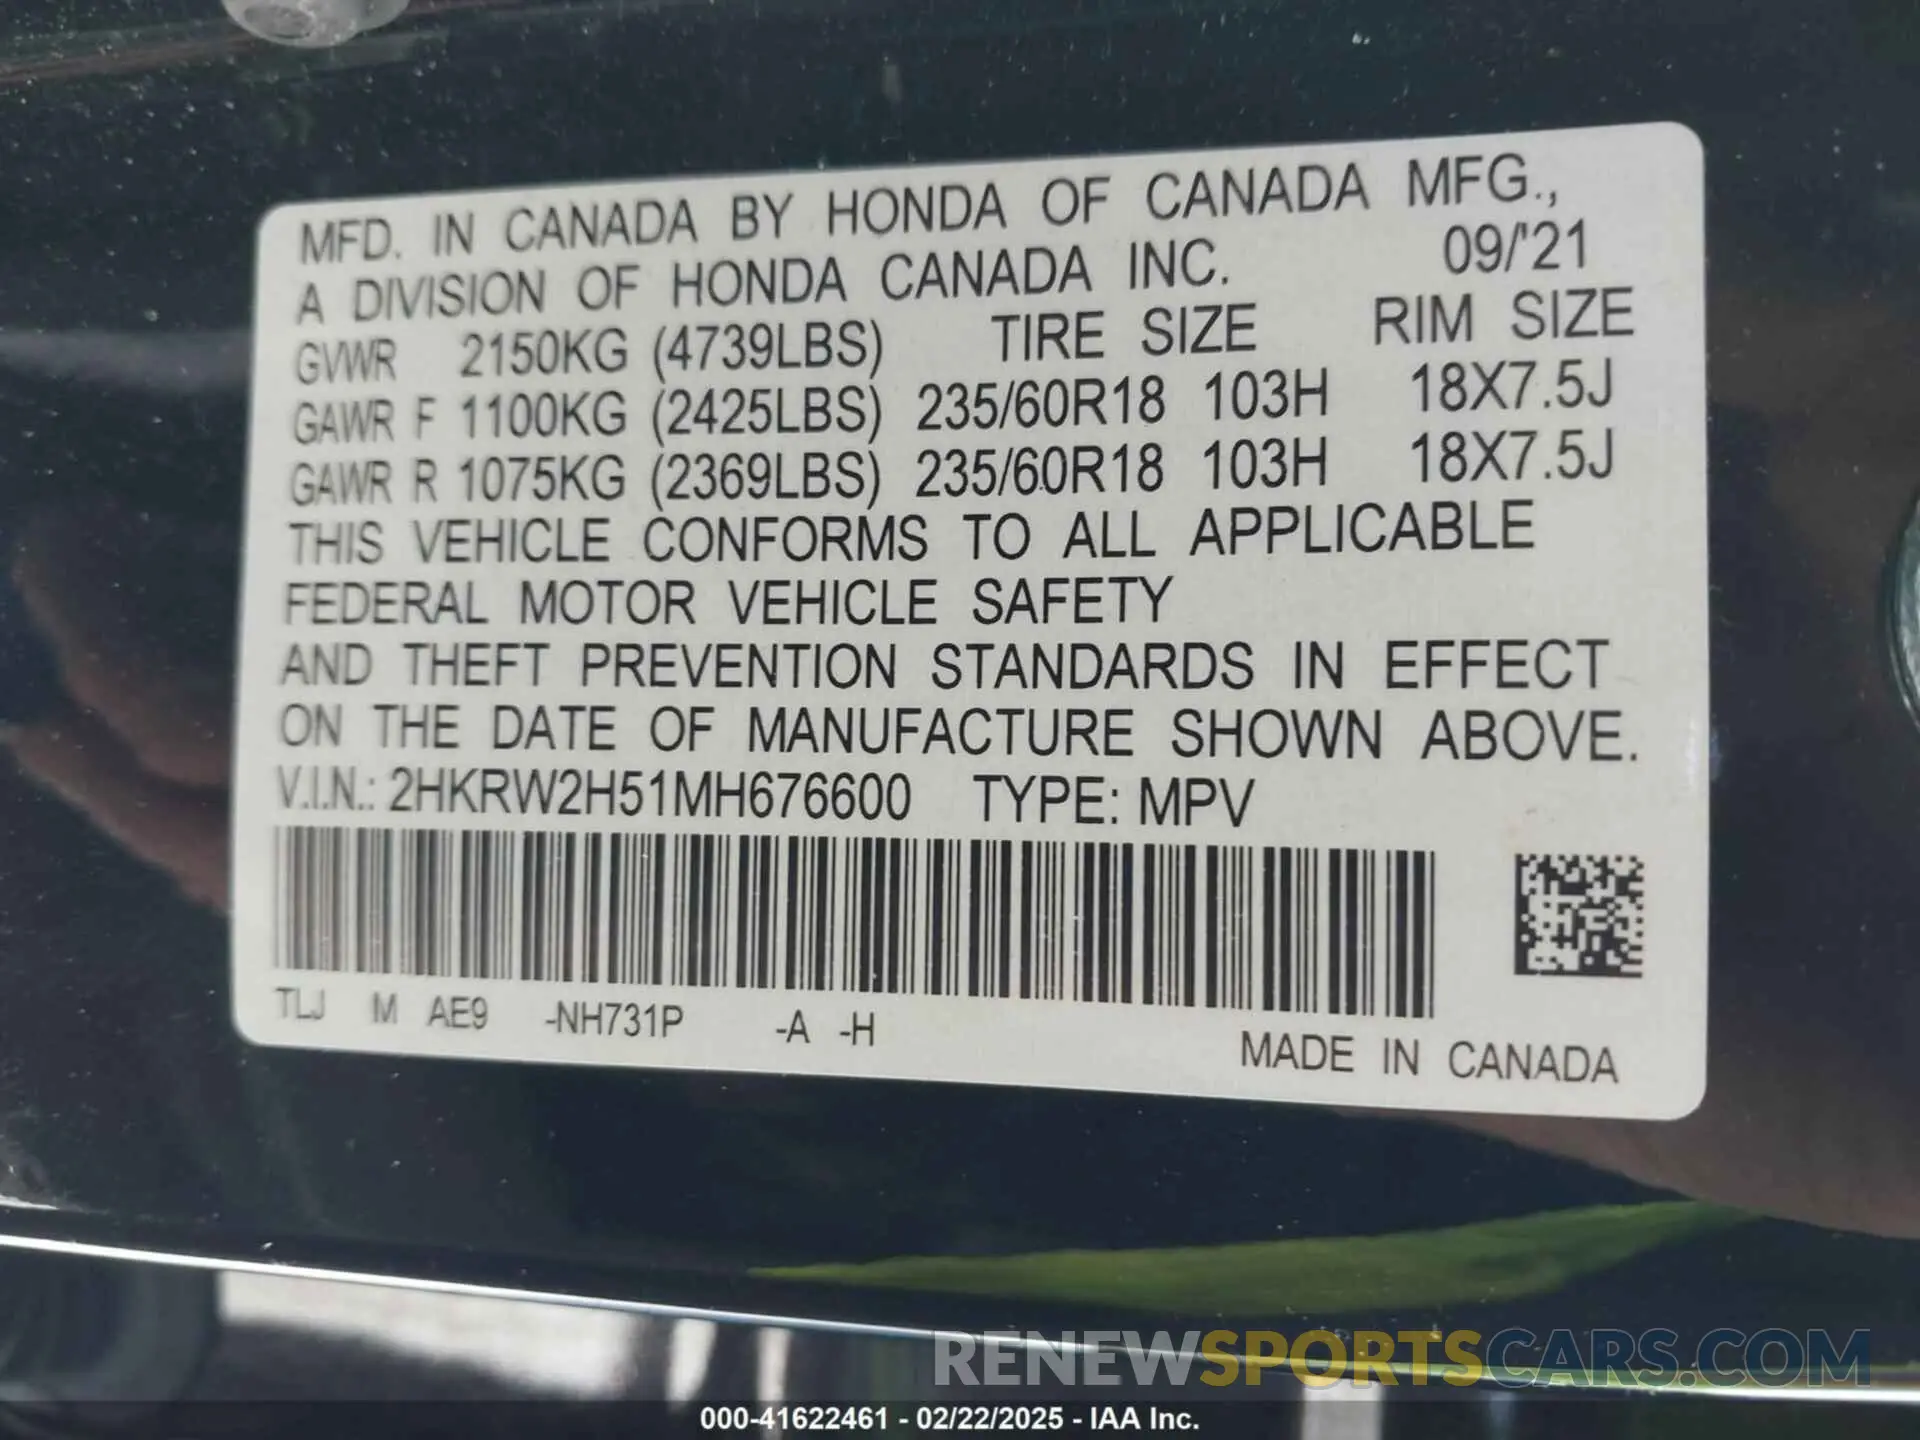 MFD. IN CANADA BY HONDA OF CANADA MFG.,
A DIVISION OF HONDA CANADA INC. 09/'21
GVWR 2150KG (4739LBS) TIRE SIZE RIM SIZE
GAWR F 1100KG (2425LBS) 235/60R18 103H 18X7.5J
GAWR R 1075KG (2369LBS) 235/60R18 103H 18X7.5J
THIS VEHICLE CONFORMS TO ALL APPLICABLE
FEDERAL MOTOR VEHICLE SAFETY
AND THEFT PREVENTION STANDARDS IN EFFECT
ON THE DATE OF MANUFACTURE SHOWN ABOVE.
V.I.N.: 2HKRW2H51MH676600 TYPE: MPV
TLJ M AE9 -NH731P -A -H
MADE IN CANADA
RENEWSPORTSCARS.COM
000-41622461 - 02/22/2025 - IAA Inc.